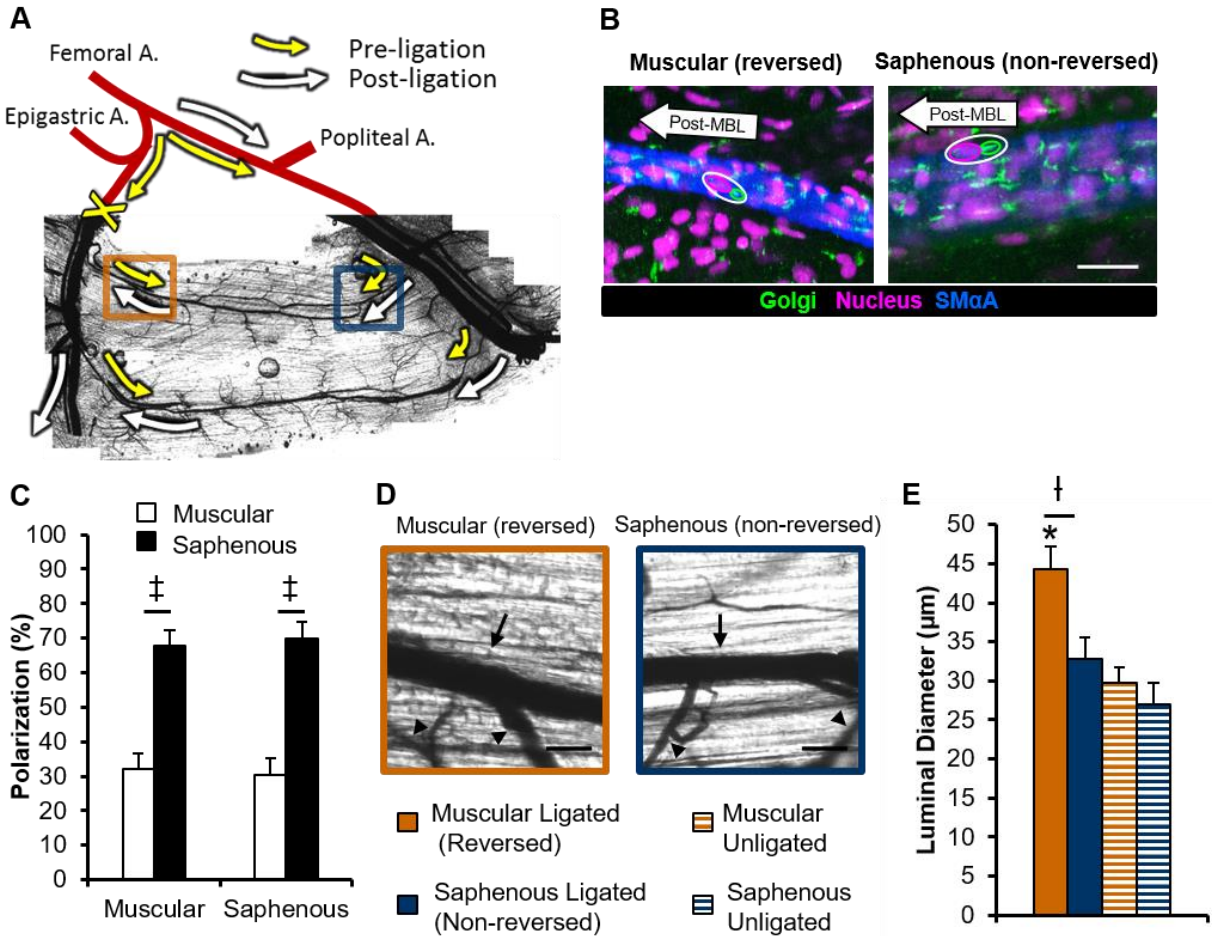 A
Femoral A.
Epigastric A.
Popliteal A.
Pre-ligation
Post-ligation
B
Muscular (reversed)
Saphenous (non-reversed)
Post-MBL
Post-MBL
Golgi Nucleus SMαA
C
Muscular
Saphenous
Polarization (%)
100
90
80
70
60
50
40
30
20
10
0
‡
‡
Muscular
Saphenous
D
Muscular (reversed)
Saphenous (non-reversed)
Muscular Ligated
(Reversed)
Muscular
Unligated
Saphenous Ligated
(Non-reversed)
Saphenous
Unligated
E
Luminal Diameter (µm)
50
45
40
35
30
25
20
15
10
5
0
ƚ
*